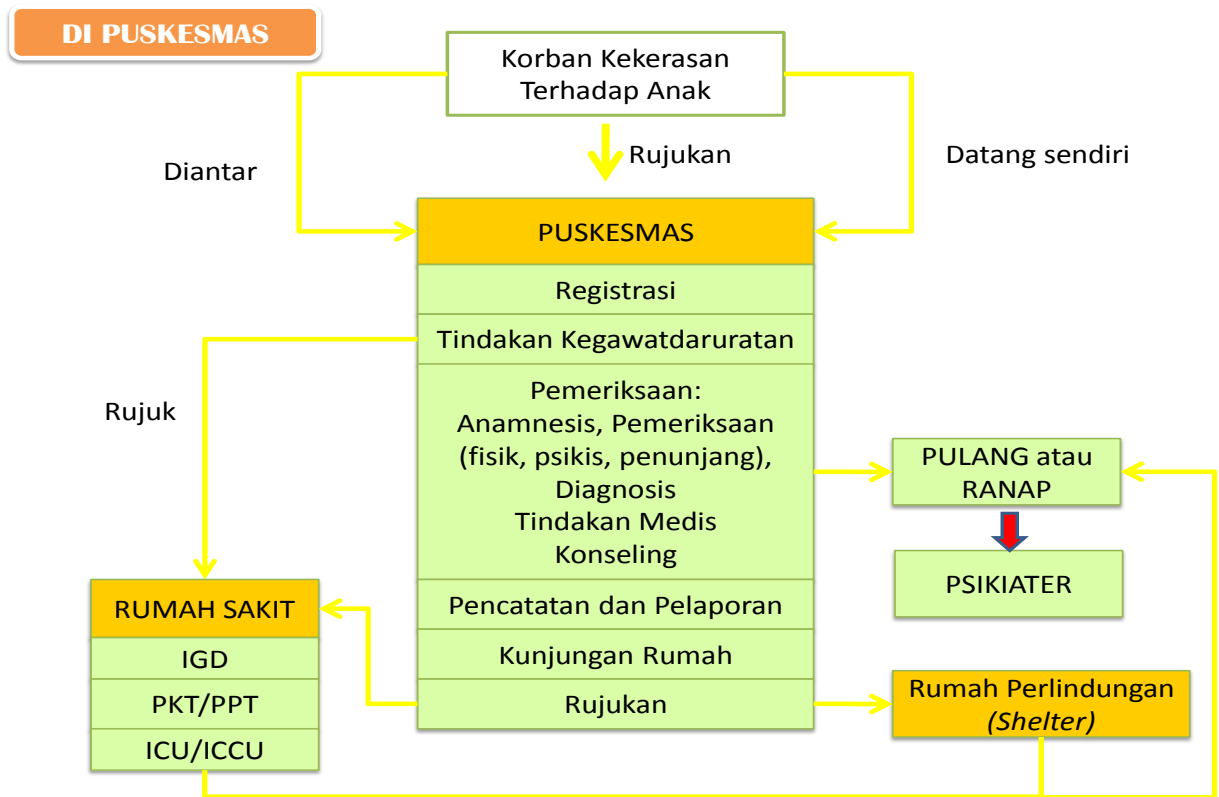 DI PUSKESMAS
Korban Kekerasan
Terhadap Anak
Diantar
Rujukan
Datang sendiri
PUSKESMAS
Registrasi
Tindakan Kegawatdaruratan
Pemeriksaan:
Anamnesis, Pemeriksaan
(fisik, psikis, penunjang),
Diagnosis
Tindakan Medis
Konseling
Pencatatan dan Pelaporan
Kunjungan Rumah
Rujukan
Rujuk
RUMAH SAKIT
IGD
PKT/PPT
ICU/ICCU
PULANG atau
RANAP
PSIKIATER
Rumah Perlindungan
(Shelter)